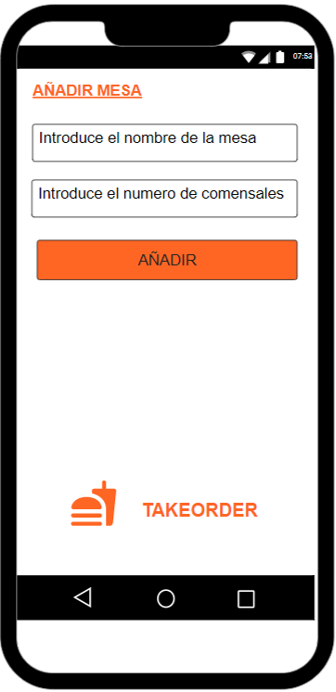 07:53
AÑADIR MESA
Introduce el nombre de la mesa
Introduce el numero de comensales
AÑADIR
TAKEORDER